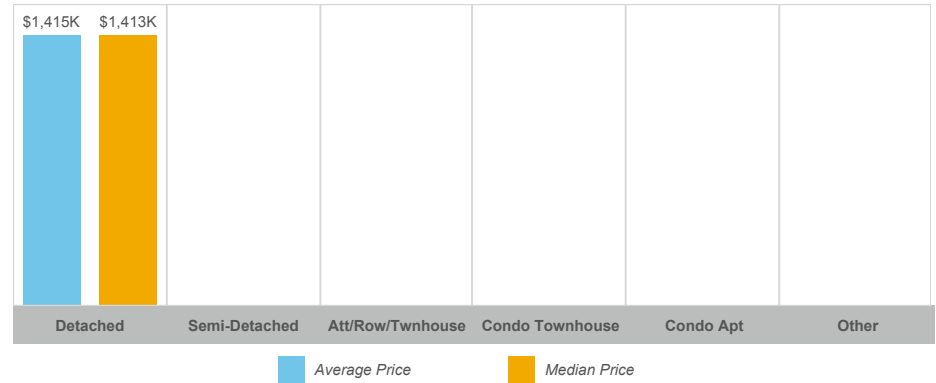 $1,415K $1,413K
Detached Semi-Detached Att/Row/Twnhouse Condo Townhouse Condo Apt Other
Average Price Median Price